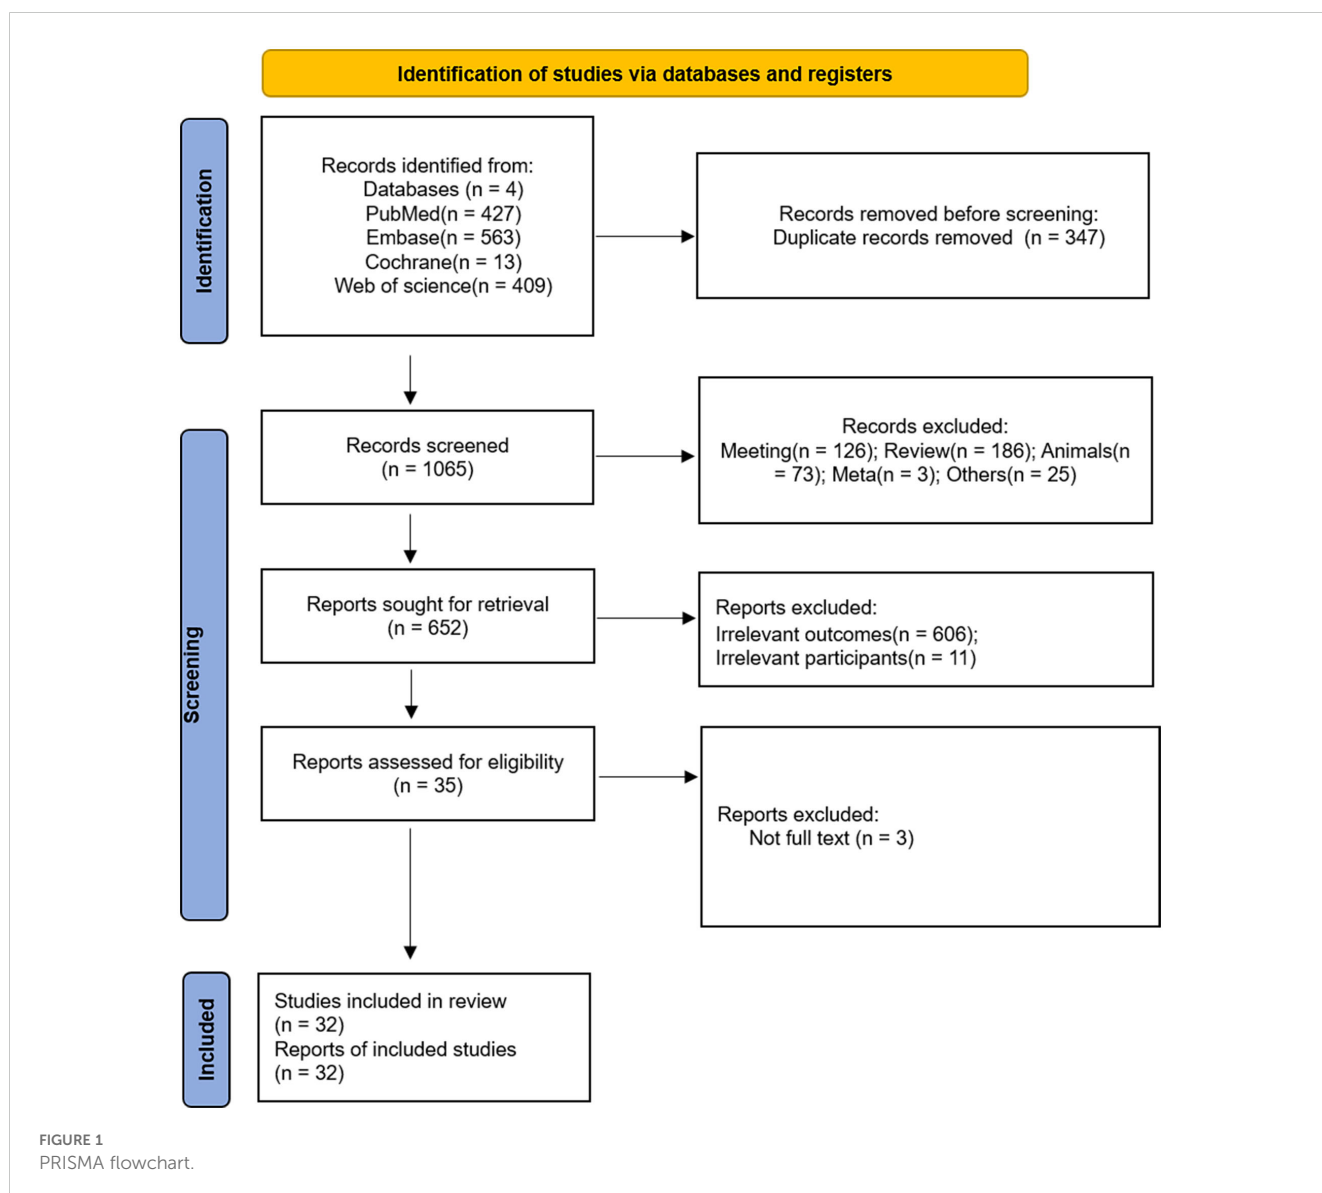 Identification of studies via databases and registers
Identification
Records identified from:
Databases (n = 4)
PubMed(n = 427)
Embase(n = 563)
Cochrane(n = 13)
Web of science(n = 409)
Records removed before screening:
Duplicate records removed (n = 347)
Screening
Records screened
(n = 1065)
Records excluded:
Meeting(n = 126); Review(n = 186); Animals(n
= 73); Meta(n = 3); Others(n = 25)
Reports sought for retrieval
(n = 652)
Reports excluded:
Irrelevant outcomes(n = 606);
Irrelevant participants(n = 11)
Reports assessed for eligibility
(n = 35)
Reports excluded:
Not full text (n = 3)
Included
Studies included in review
(n = 32)
Reports of included studies
(n = 32)
FIGURE 1
PRISMA flowchart.